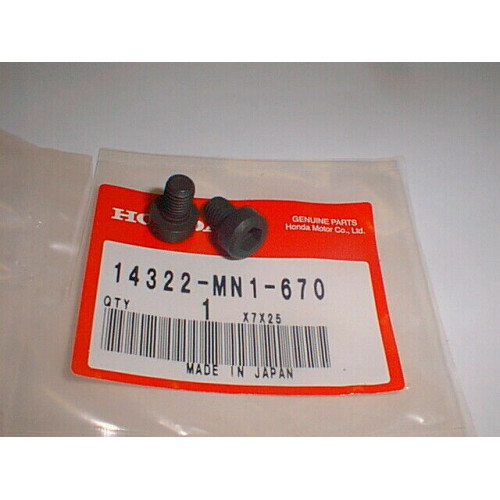 HONDA
GENUINE PARTS
Honda Motor Co., Ltd.
14322-MN1-670
QTY 1 X7X25
MADE IN JAPAN